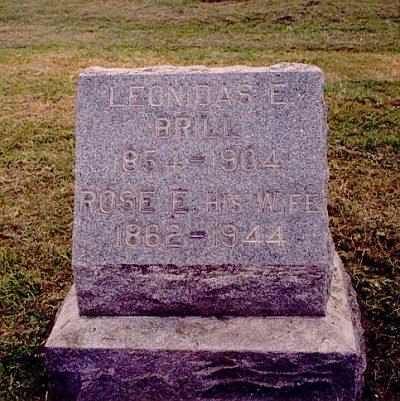 LEONIDAS E.
BRILL
1854-1904
ROSE E. HIS WIFE
1862-1944